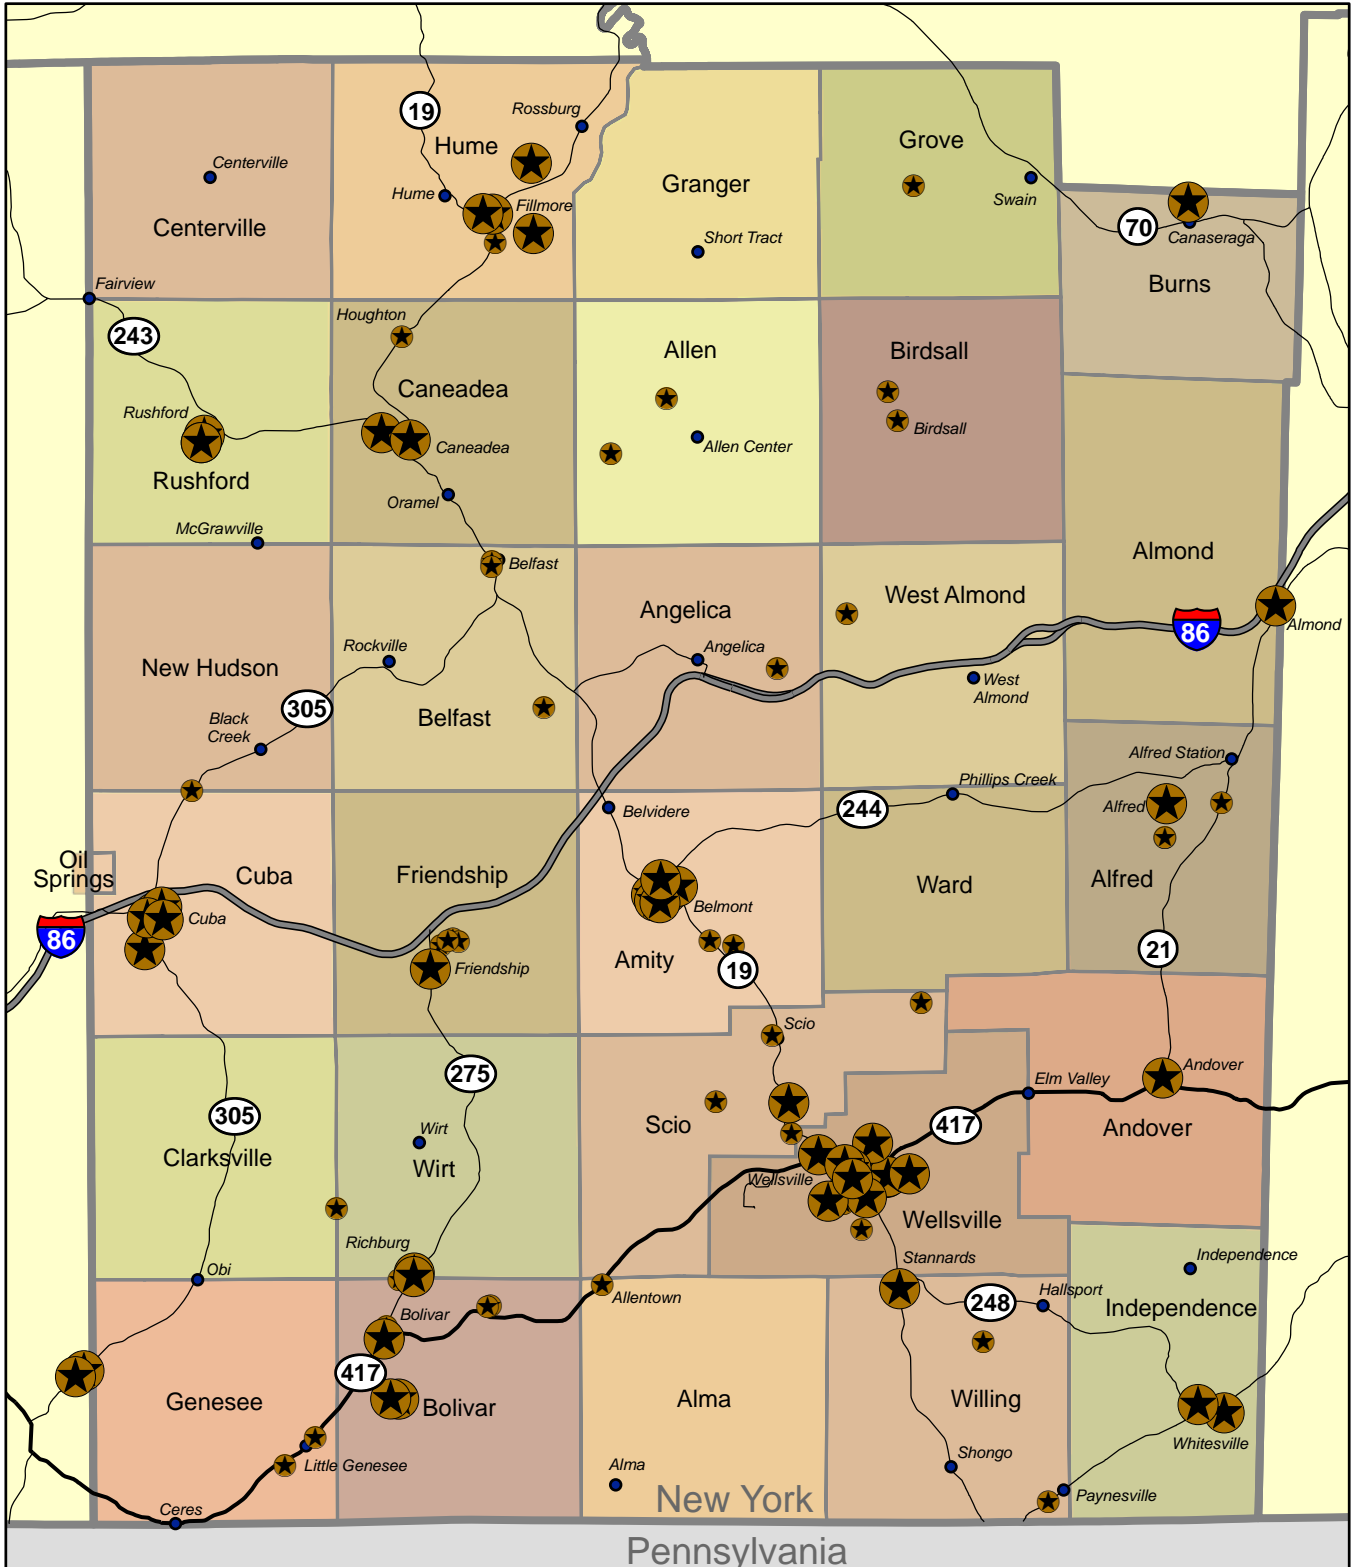 19
Rossburg
Hume
Grove
Centerville
Granger
Hume
Swain
Fillmore
Centerville
70
Canaseraga
Short Tract
Fairview
Burns
Houghton
243
Allen
Birdsall
Caneadea
Rushford
Birdsall
Caneadea
Allen Center
Rushford
Oramel
McGrawville
Almond
Belfast
West Almond
Angelica
Almond
86
Rockville
Angelica
New Hudson
West
Almond
305
Belfast
Black
Creek
Alfred Station
Phillips Creek
Alfred
Belvidere
244
Oil
Springs
Cuba
Friendship
Alfred
Ward
Belmont
Cuba
86
21
Amity
Friendship
19
Scio
Andover
275
Elm Valley
305
Scio
417
Andover
Wirt
Clarksville
Wirt
Wellsville
Wellsville
Richburg
Stannards
Independence
Obi
Allentown
Hallsport
248
Independence
Bolivar
417
Genesee
Bolivar
Alma
Willing
Whitesville
Shongo
Little Genesee
Alma
Paynesville
New York
Ceres
Pennsylvania